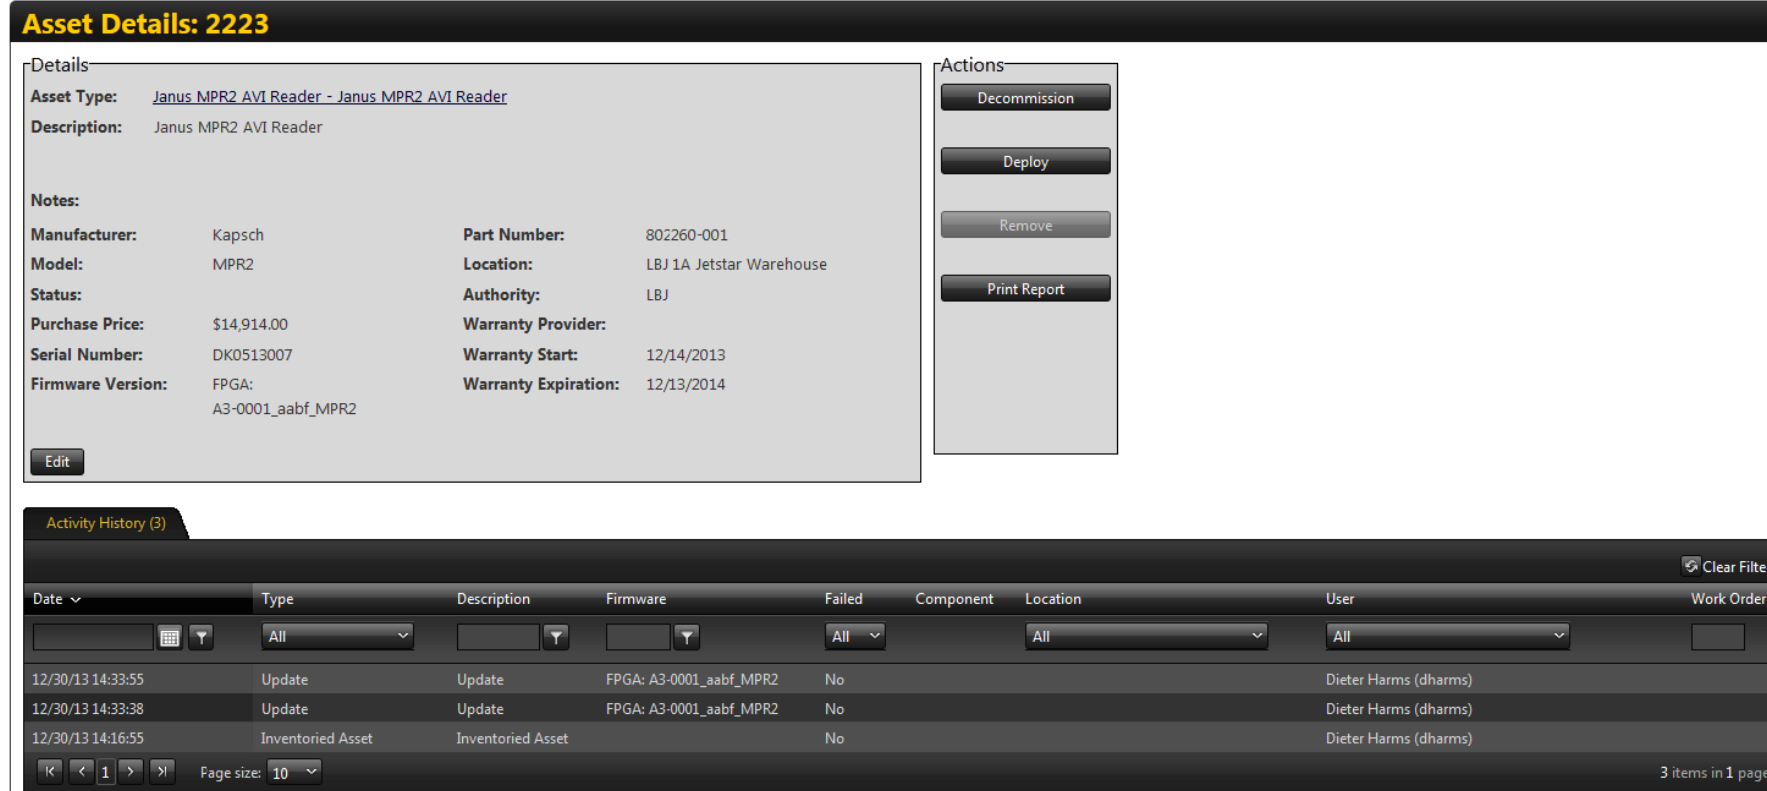 Asset Details: 2223
Details
Asset Type: Janus MPR2 AVI Reader - Janus MPR2 AVI Reader
Description: Janus MPR2 AVI Reader
Notes:
Manufacturer: Kapsch Part Number: 802260-001
Model: MPR2 Location: LBJ 1A Jetstar Warehouse
Status: Authority: LBJ
Purchase Price: $14,914.00 Warranty Provider:
Serial Number: DK0513007 Warranty Start: 12/14/2013
Firmware Version: FPGA: Warranty Expiration: 12/13/2014
A3-0001_aabf_MPR2
Edit
Actions
Decommission
Deploy
Remove
Print Report
Activity History (3)
Clear Filte
Date Type Description Firmware Failed Component Location User Work Order
All All All All
12/30/13 14:33:55 Update Update FPGA: A3-0001_aabf_MPR2 No Dieter Harms (dharms)
12/30/13 14:33:38 Update Update FPGA: A3-0001_aabf_MPR2 No Dieter Harms (dharms)
12/30/13 14:16:55 Inventoried Asset Inventoried Asset No Dieter Harms (dharms)
1 Page size: 10 3 items in 1 page